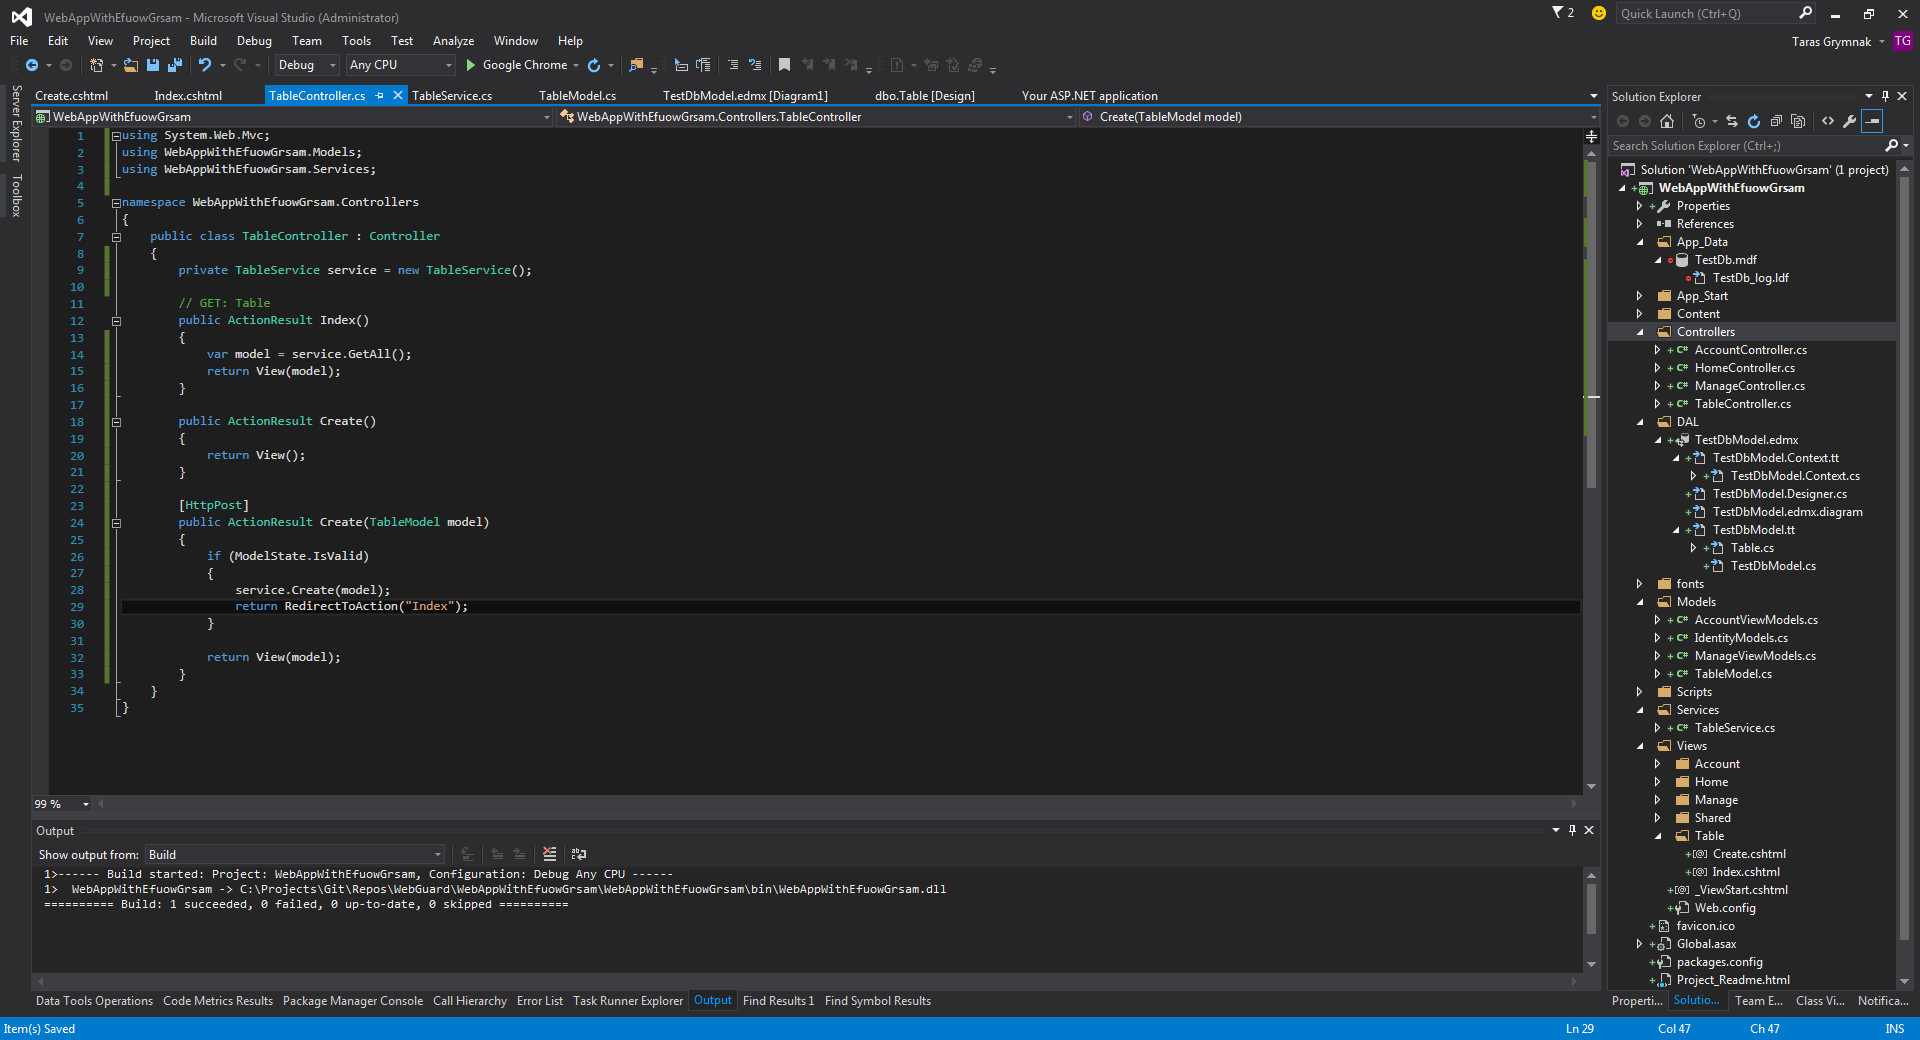 WebAppWithEfuowGrsam - Microsoft Visual Studio (Administrator)
2
Quick Launch (Ctrl+Q)
File Edit View Project Build Debug Team Tools Test Analyze Window Help
Taras Grymnak
TG
Debug
Any CPU
Google Chrome
Server Explorer
Toolbox
Create.cshtml
Index.cshtml
TableController.cs
TableService.cs
TableModel.cs
TestDbModel.edmx [Diagram1]
dbo.Table [Design]
Your ASP.NET application
WebAppWithEfuowGrsam
WebAppWithEfuowGrsam.Controllers.TableController
Create(TableModel model)
1 using System.Web.Mvc;
2 using WebAppWithEfuowGrsam.Models;
3 using WebAppWithEfuowGrsam.Services;
4
5 namespace WebAppWithEfuowGrsam.Controllers
6 {
7 public class TableController : Controller
8 {
9 private TableService service = new TableService();
10
11 // GET: Table
12 public ActionResult Index()
13 {
14 var model = service.GetAll();
15 return View(model);
16 }
17
18 public ActionResult Create()
19 {
20 return View();
21 }
22
23 [HttpPost]
24 public ActionResult Create(TableModel model)
25 {
26 if (ModelState.IsValid)
27 {
28 service.Create(model);
29 return RedirectToAction("Index");
30 }
31
32 return View(model);
33 }
34 }
35 }
99 %
Output
Show output from: Build
1>------ Build started: Project: WebAppWithEfuowGrsam, Configuration: Debug Any CPU ------
1> WebAppWithEfuowGrsam -> C:\Projects\Git\Repos\WebGuard\WebAppWithEfuowGrsam\WebAppWithEfuowGrsam\bin\WebAppWithEfuowGrsam.dll
========== Build: 1 succeeded, 0 failed, 0 up-to-date, 0 skipped ==========
Data Tools Operations Code Metrics Results Package Manager Console Call Hierarchy Error List Task Runner Explorer Output Find Results 1 Find Symbol Results
Solution Explorer
Search Solution Explorer (Ctrl+;)
Solution 'WebAppWithEfuowGrsam' (1 project)
WebAppWithEfuowGrsam
Properties
References
App_Data
TestDb.mdf
TestDb_log.ldf
App_Start
Content
Controllers
C# AccountController.cs
C# HomeController.cs
C# ManageController.cs
C# TableController.cs
DAL
TestDbModel.edmx
TestDbModel.Context.tt
TestDbModel.Context.cs
TestDbModel.Designer.cs
TestDbModel.edmx.diagram
TestDbModel.tt
Table.cs
TestDbModel.cs
fonts
Models
C# AccountViewModels.cs
C# IdentityModels.cs
C# ManageViewModels.cs
C# TableModel.cs
Scripts
Services
C# TableService.cs
Views
Account
Home
Manage
Shared
Table
Create.cshtml
Index.cshtml
_ViewStart.cshtml
Web.config
favicon.ico
Global.asax
packages.config
Project_Readme.html
Properti... Solutio... Team E... Class Vi... Notifica...
Item(s) Saved
Ln 29 Col 47 Ch 47 INS